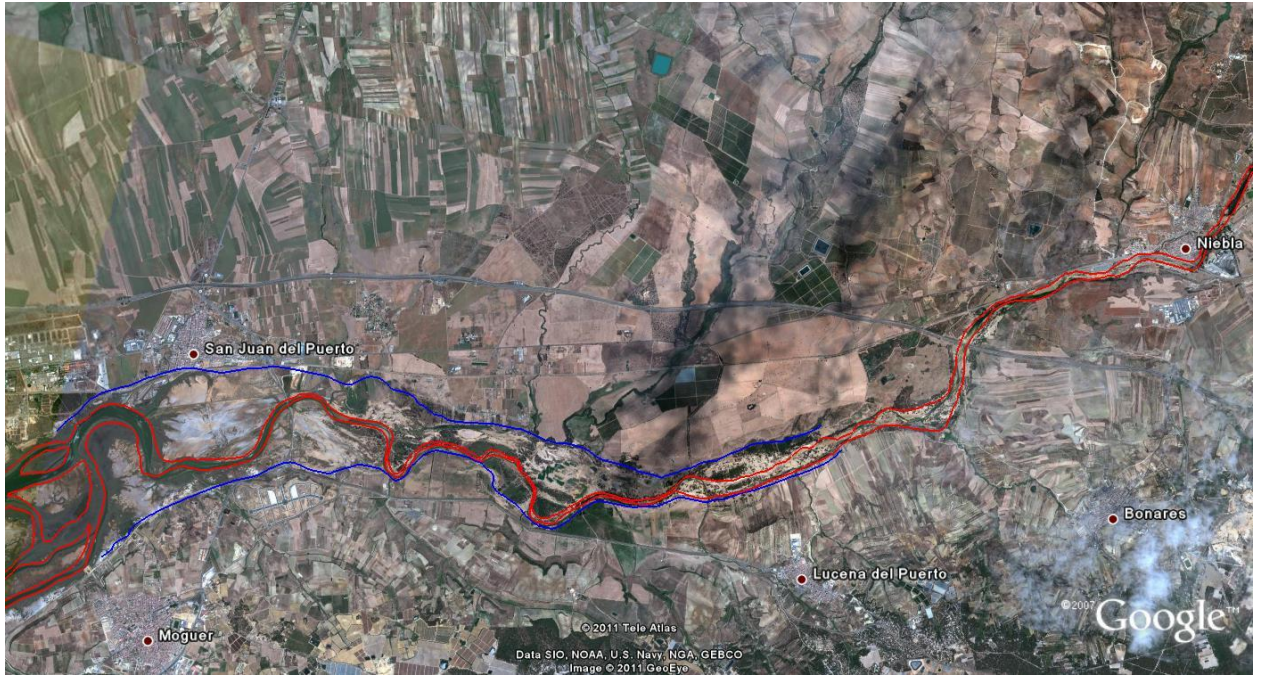 Niebla
San Juan del Puerto
Bonares
Lucena del Puerto
©2007 Google™
© 2011 Tele Atlas
Moguer
Data SIO, NOAA, U.S. Navy, NGA, GEBCO
Image © 2011 GeoEye